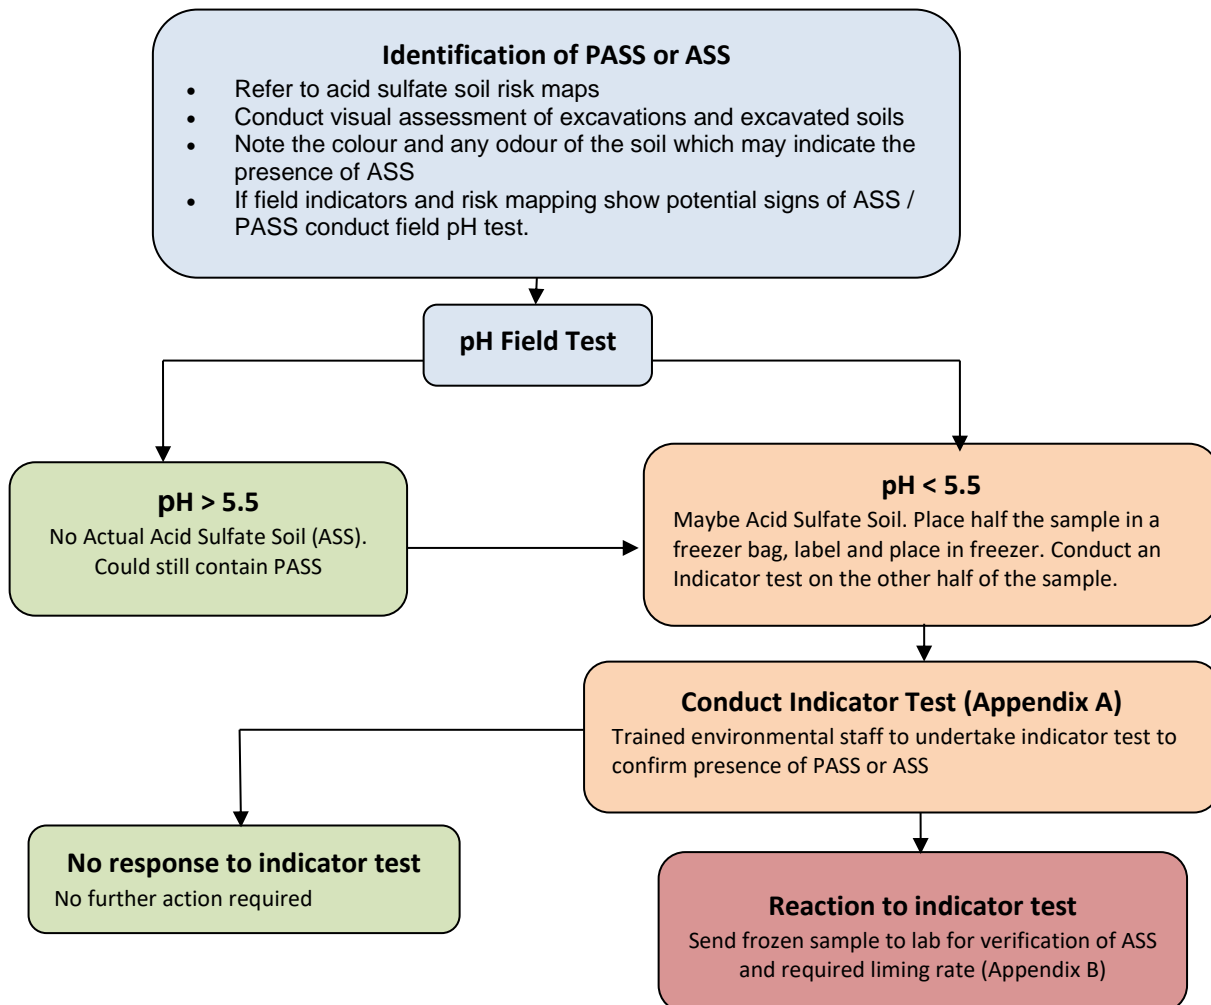 Identification of PASS or ASS
• Refer to acid sulfate soil risk maps
• Conduct visual assessment of excavations and excavated soils
• Note the colour and any odour of the soil which may indicate the
presence of ASS
• If field indicators and risk mapping show potential signs of ASS /
PASS conduct field pH test.
pH Field Test
pH > 5.5
No Actual Acid Sulfate Soil (ASS).
Could still contain PASS
pH < 5.5
Maybe Acid Sulfate Soil. Place half the sample in a
freezer bag, label and place in freezer. Conduct an
Indicator test on the other half of the sample.
Conduct Indicator Test (Appendix A)
Trained environmental staff to undertake indicator test to
confirm presence of PASS or ASS
No response to indicator test
No further action required
Reaction to indicator test
Send frozen sample to lab for verification of ASS
and required liming rate (Appendix B)